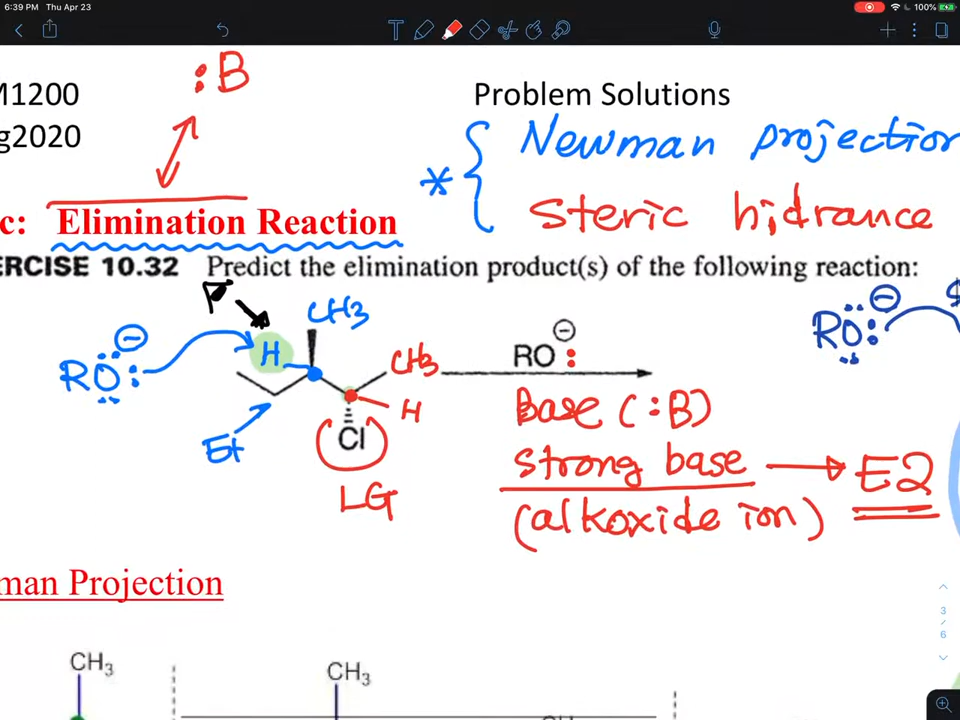 6:39 PM Thu Apr 23
100%
:B
M1200
Problem Solutions
g2020
Newman projection
*
Steric hidrance
c: Elimination Reaction
ERCISE 10.32 Predict the elimination product(s) of the following reaction:
CH3
H
RO:⊖
CH3
RO:⊖
RO:⊖
H
Base (:B)
Et
Cl
strong base → E2
LG
(alkoxide ion)
man Projection
3
/
6
CH3
CH3